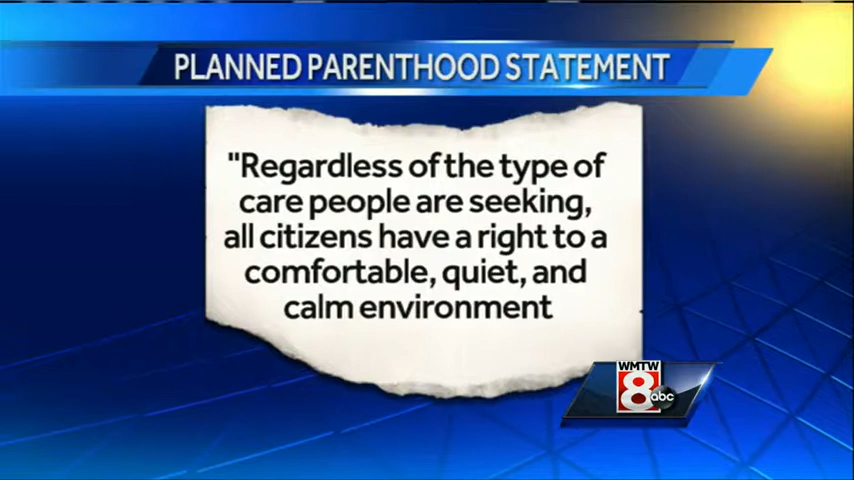 PLANNED PARENTHOOD STATEMENT
"Regardless of the type of
care people are seeking,
all citizens have a right to a
comfortable, quiet, and
calm environment
WMTW
8 abc